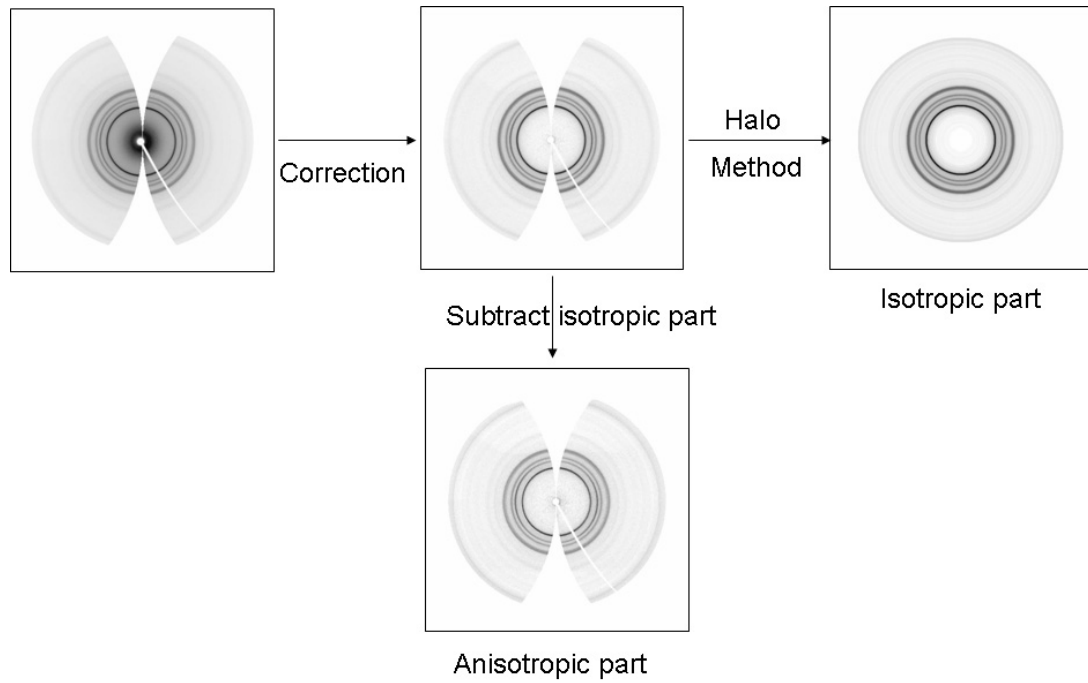 Correction
Halo
Method
Isotropic part
Subtract isotropic part
Anisotropic part